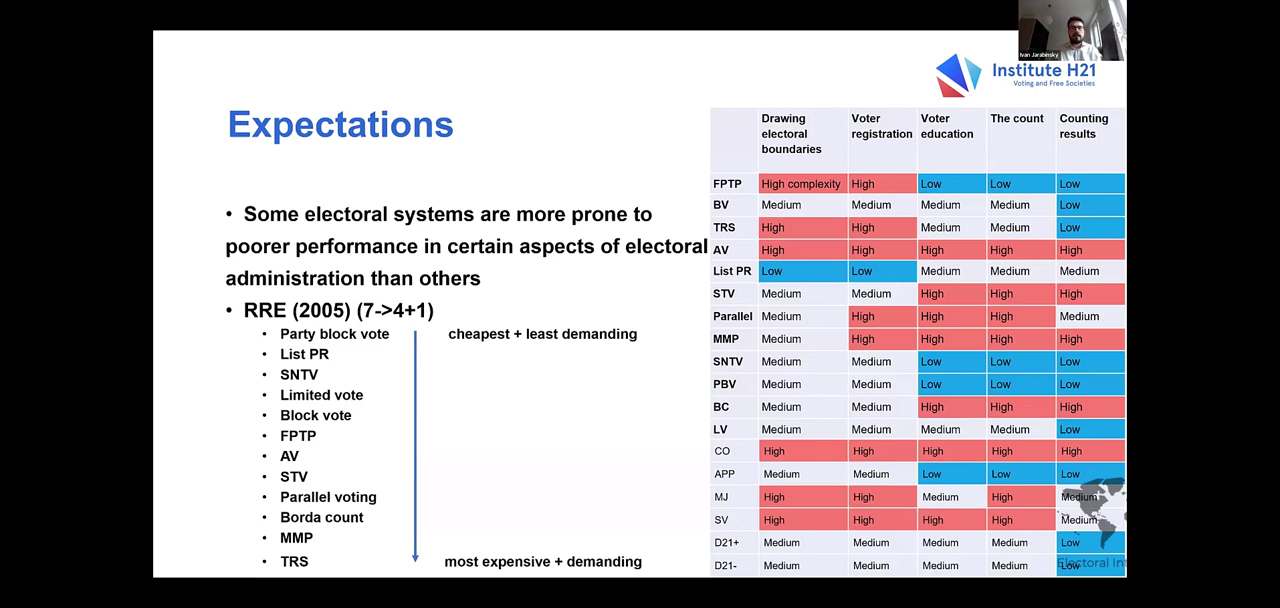 Ivan Jarabinsky
Institute H21
Voting and Free Societies
Expectations
• Some electoral systems are more prone to
poorer performance in certain aspects of electoral
administration than others
• RRE (2005) (7->4+1)
• Party block vote cheapest + least demanding
• List PR
• SNTV
• Limited vote
• Block vote
• FPTP
• AV
• STV
• Parallel voting
• Borda count
• MMP
• TRS most expensive + demanding
Drawing electoral boundaries Voter registration Voter education The count Counting results
FPTP High complexity High Low Low Low
BV Medium Medium Medium Medium Low
TRS High High Medium Medium Low
AV High High High High High
List PR Low Low Medium Medium Medium
STV Medium Medium High High High
Parallel Medium High High High Medium
MMP Medium High High High High
SNTV Medium Medium Low Low Low
PBV Medium Medium Low Low Low
BC Medium Medium High High High
LV Medium Medium Medium Medium Low
CO High High High High High
APP Medium Medium Low Low Low
MJ High High Medium High Medium
SV High High High High Medium
D21+ Medium Medium Medium Medium Low
D21- Medium Medium Medium Medium Low
Electoral Int